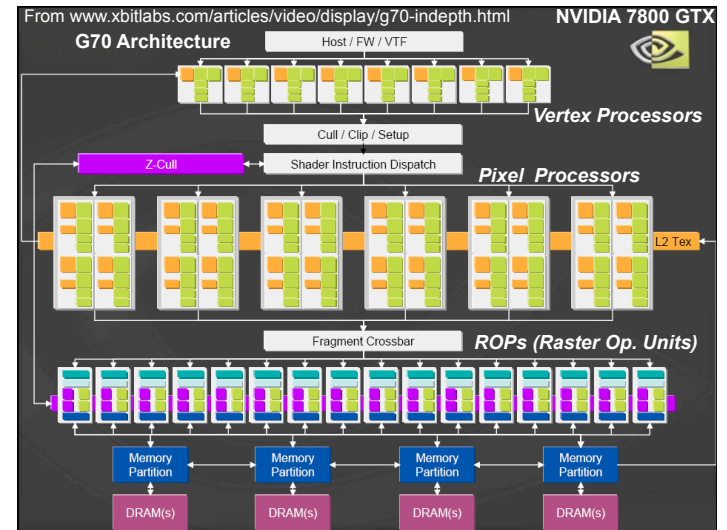 From www.xbitlabs.com/articles/video/display/g70-indepth.html
NVIDIA 7800 GTX
G70 Architecture
Host / FW / VTF
Vertex Processors
Cull / Clip / Setup
Z-Cull
Shader Instruction Dispatch
Pixel Processors
L2 Tex
Fragment Crossbar
ROPs (Raster Op. Units)
Memory
Partition
Memory
Partition
Memory
Partition
Memory
Partition
DRAM(s)
DRAM(s)
DRAM(s)
DRAM(s)